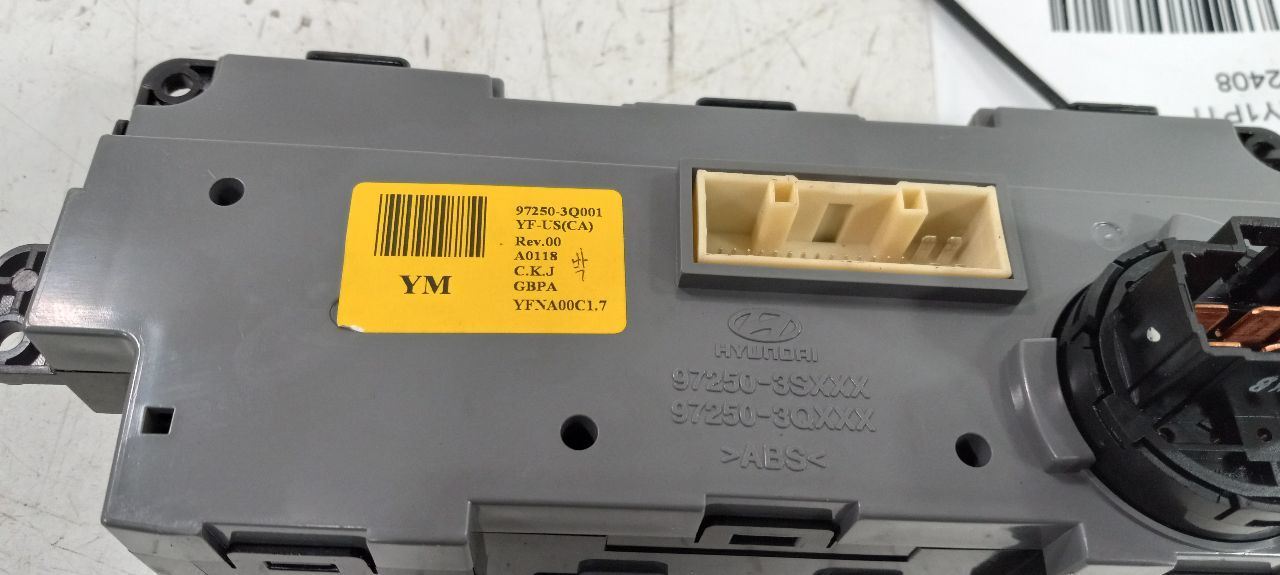 97250-3Q001
YF-US(CA)
Rev.00
A0118
C.K.J
GBPA
YFNA00C1.7
YM
HYUNDAI
97250-3SXXX
97250-3QXXX
>ABS<
2408